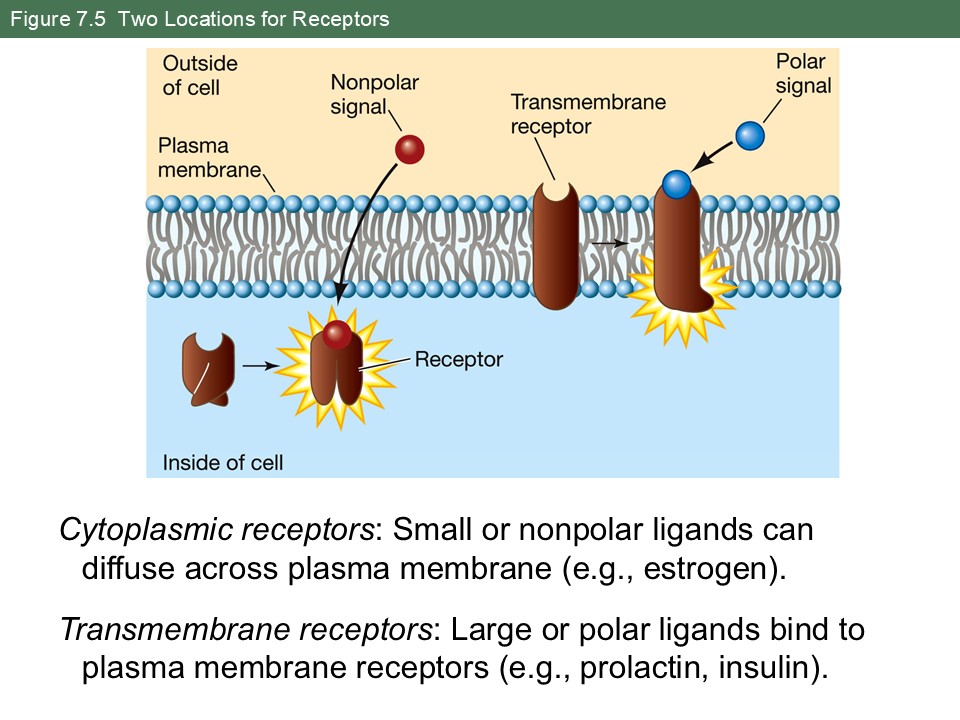 Figure 7.5  Two Locations for Receptors
Outside
of cell
Nonpolar
signal
Polar
signal
Transmembrane
receptor
Plasma
membrane
Receptor
Inside of cell
Cytoplasmic receptors: Small or nonpolar ligands can
diffuse across plasma membrane (e.g., estrogen).
Transmembrane receptors: Large or polar ligands bind to
plasma membrane receptors (e.g., prolactin, insulin).